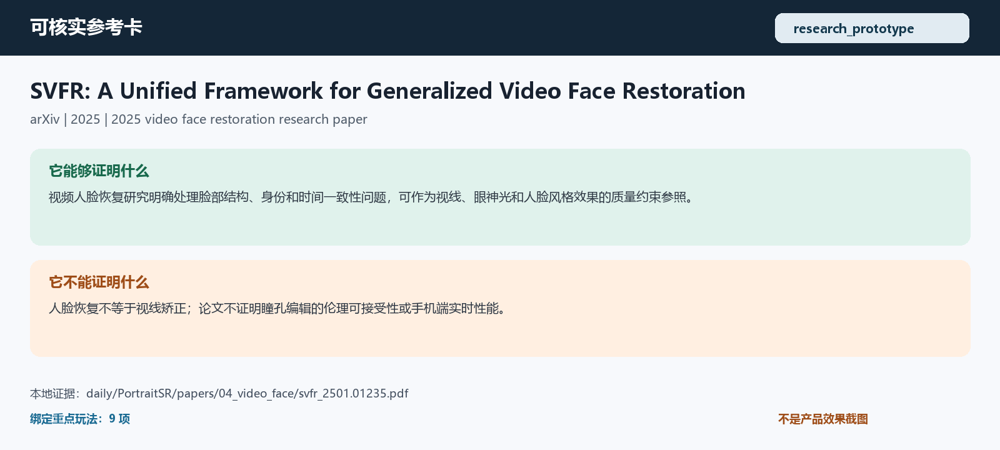 可核实参考卡
research_prototype
SVFR: A Unified Framework for Generalized Video Face Restoration
arXiv | 2025 | 2025 video face restoration research paper
它能够证明什么
视频人脸恢复研究明确处理脸部结构、身份和时间一致性问题，可作为视线、眼神光和人脸风格效果的质量约束参照。
它不能证明什么
人脸恢复不等于视线矫正；论文不证明瞳孔编辑的伦理可接受性或手机端实时性能。
本地证据：daily/PortraitSR/papers/04_video_face/svfr_2501.01235.pdf
绑定重点玩法：9 项
不是产品效果截图